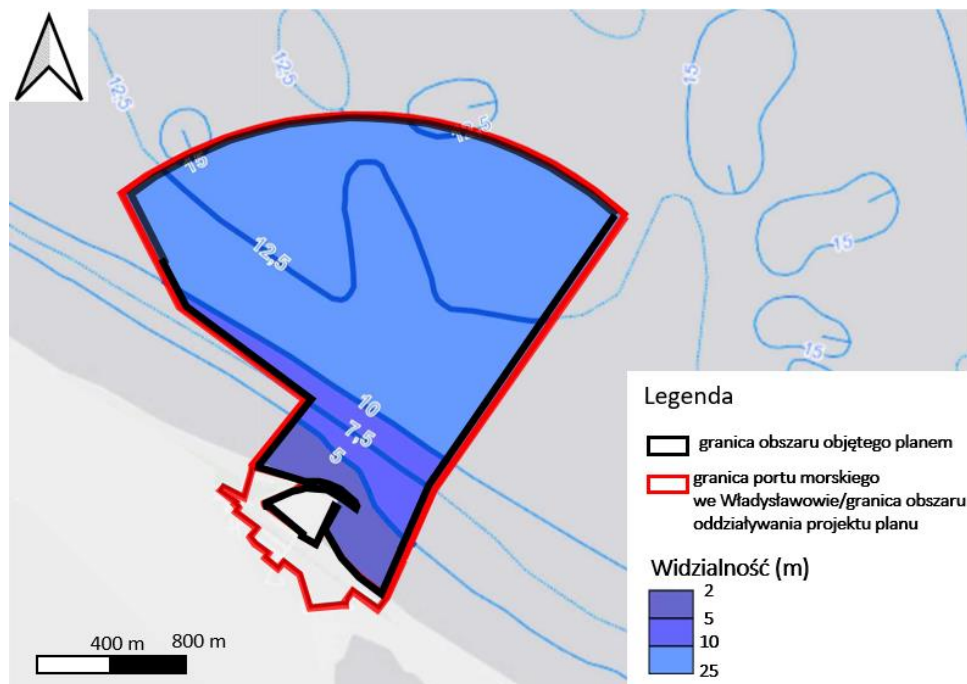 12,5
12,5
15
12,5
15
12,5
15
15
10
7,5
5
Legenda
granica obszaru objętego planem
granica portu morskiego
we Władysławowie/granica obszaru
oddziaływania projektu planu
Widzialność (m)
2
5
10
25
400 m 800 m